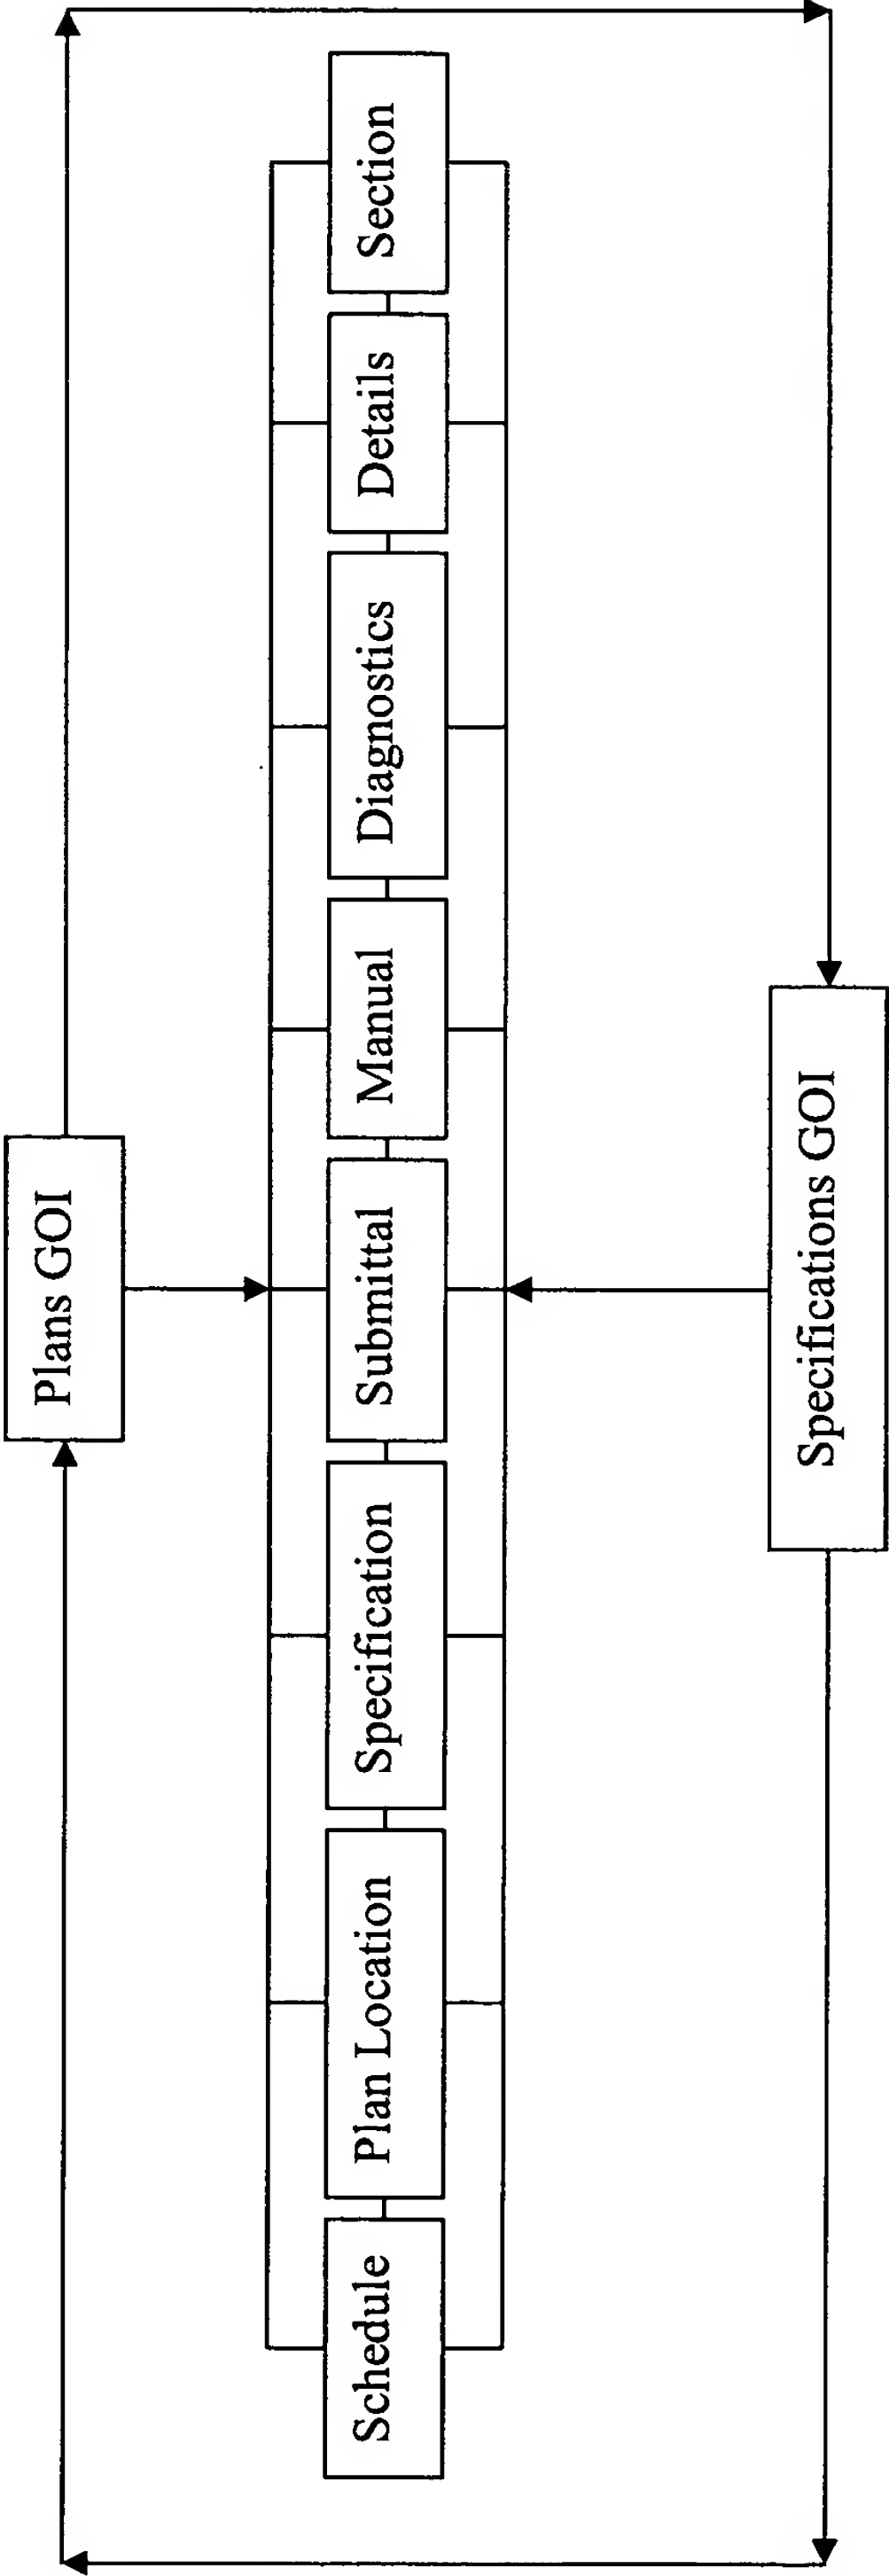 Plans GOI
Schedule
Plan Location
Specification
Submittal
Manual
Diagnostics
Details
Section
Specifications GOI